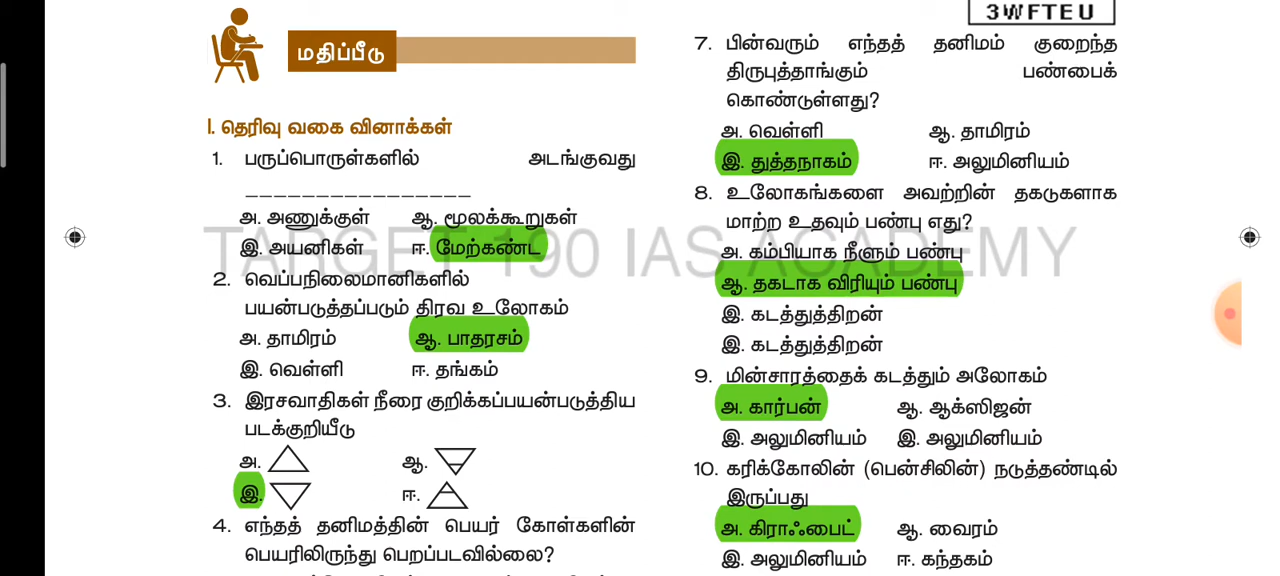 3WFTEU
மதிப்பீடு
I. தெரிவு வகை வினாக்கள்
1. பருப்பொருள்களில் அடங்குவது
________________
அ. அணுக்குள் ஆ. மூலக்கூறுகள்
இ. அயனிகள் ஈ. மேற்கண்ட
2. வெப்பநிலைமானிகளில்
பயன்படுத்தப்படும் திரவ உலோகம்
அ. தாமிரம் ஆ. பாதரசம்
இ. வெள்ளி ஈ. தங்கம்
3. இரசவாதிகள் நீரை குறிக்கப்பயன்படுத்திய
படக்குறியீடு
அ. ஆ.
இ. ஈ.
4. எந்தத் தனிமத்தின் பெயர் கோள்களின்
பெயரிலிருந்து பெறப்படவில்லை?
7. பின்வரும் எந்தத் தனிமம் குறைந்த
திருபுத்தாங்கும் பண்பைக்
கொண்டுள்ளது?
அ. வெள்ளி ஆ. தாமிரம்
இ. துத்தநாகம் ஈ. அலுமினியம்
8. உலோகங்களை அவற்றின் தகடுகளாக
மாற்ற உதவும் பண்பு எது?
அ. கம்பியாக நீளும் பண்பு
ஆ. தகடாக விரியும் பண்பு
இ. கடத்துத்திறன்
இ. கடத்துத்திறன்
9. மின்சாரத்தைக் கடத்தும் அலோகம்
அ. கார்பன் ஆ. ஆக்ஸிஜன்
இ. அலுமினியம் இ. அலுமினியம்
10. கரிக்கோலின் (பென்சிலின்) நடுத்தண்டில்
இருப்பது
அ. கிராஃபைட் ஆ. வைரம்
இ. அலுமினியம் ஈ. கந்தகம்
TARGET 190 IAS ACADEMY